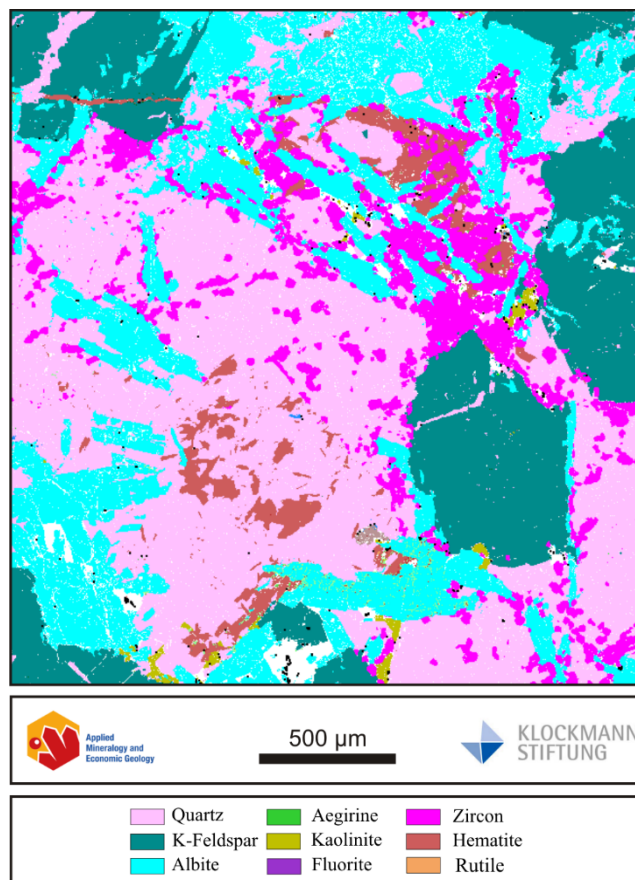 Applied
Mineralogy and
Economic Geology
500 µm
KLOCKMANN
STIFTUNG
Quartz Aegirine Zircon
K-Feldspar Kaolinite Hematite
Albite Fluorite Rutile